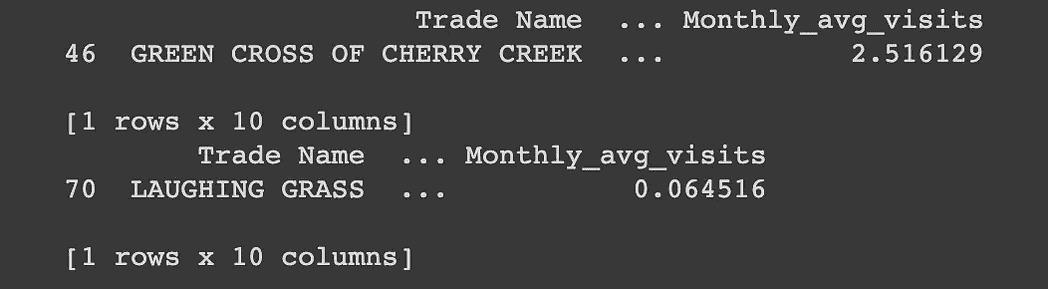 Trade Name ... Monthly_avg_visits
46 GREEN CROSS OF CHERRY CREEK ... 2.516129
[1 rows x 10 columns]
Trade Name ... Monthly_avg_visits
70 LAUGHING GRASS ... 0.064516
[1 rows x 10 columns]